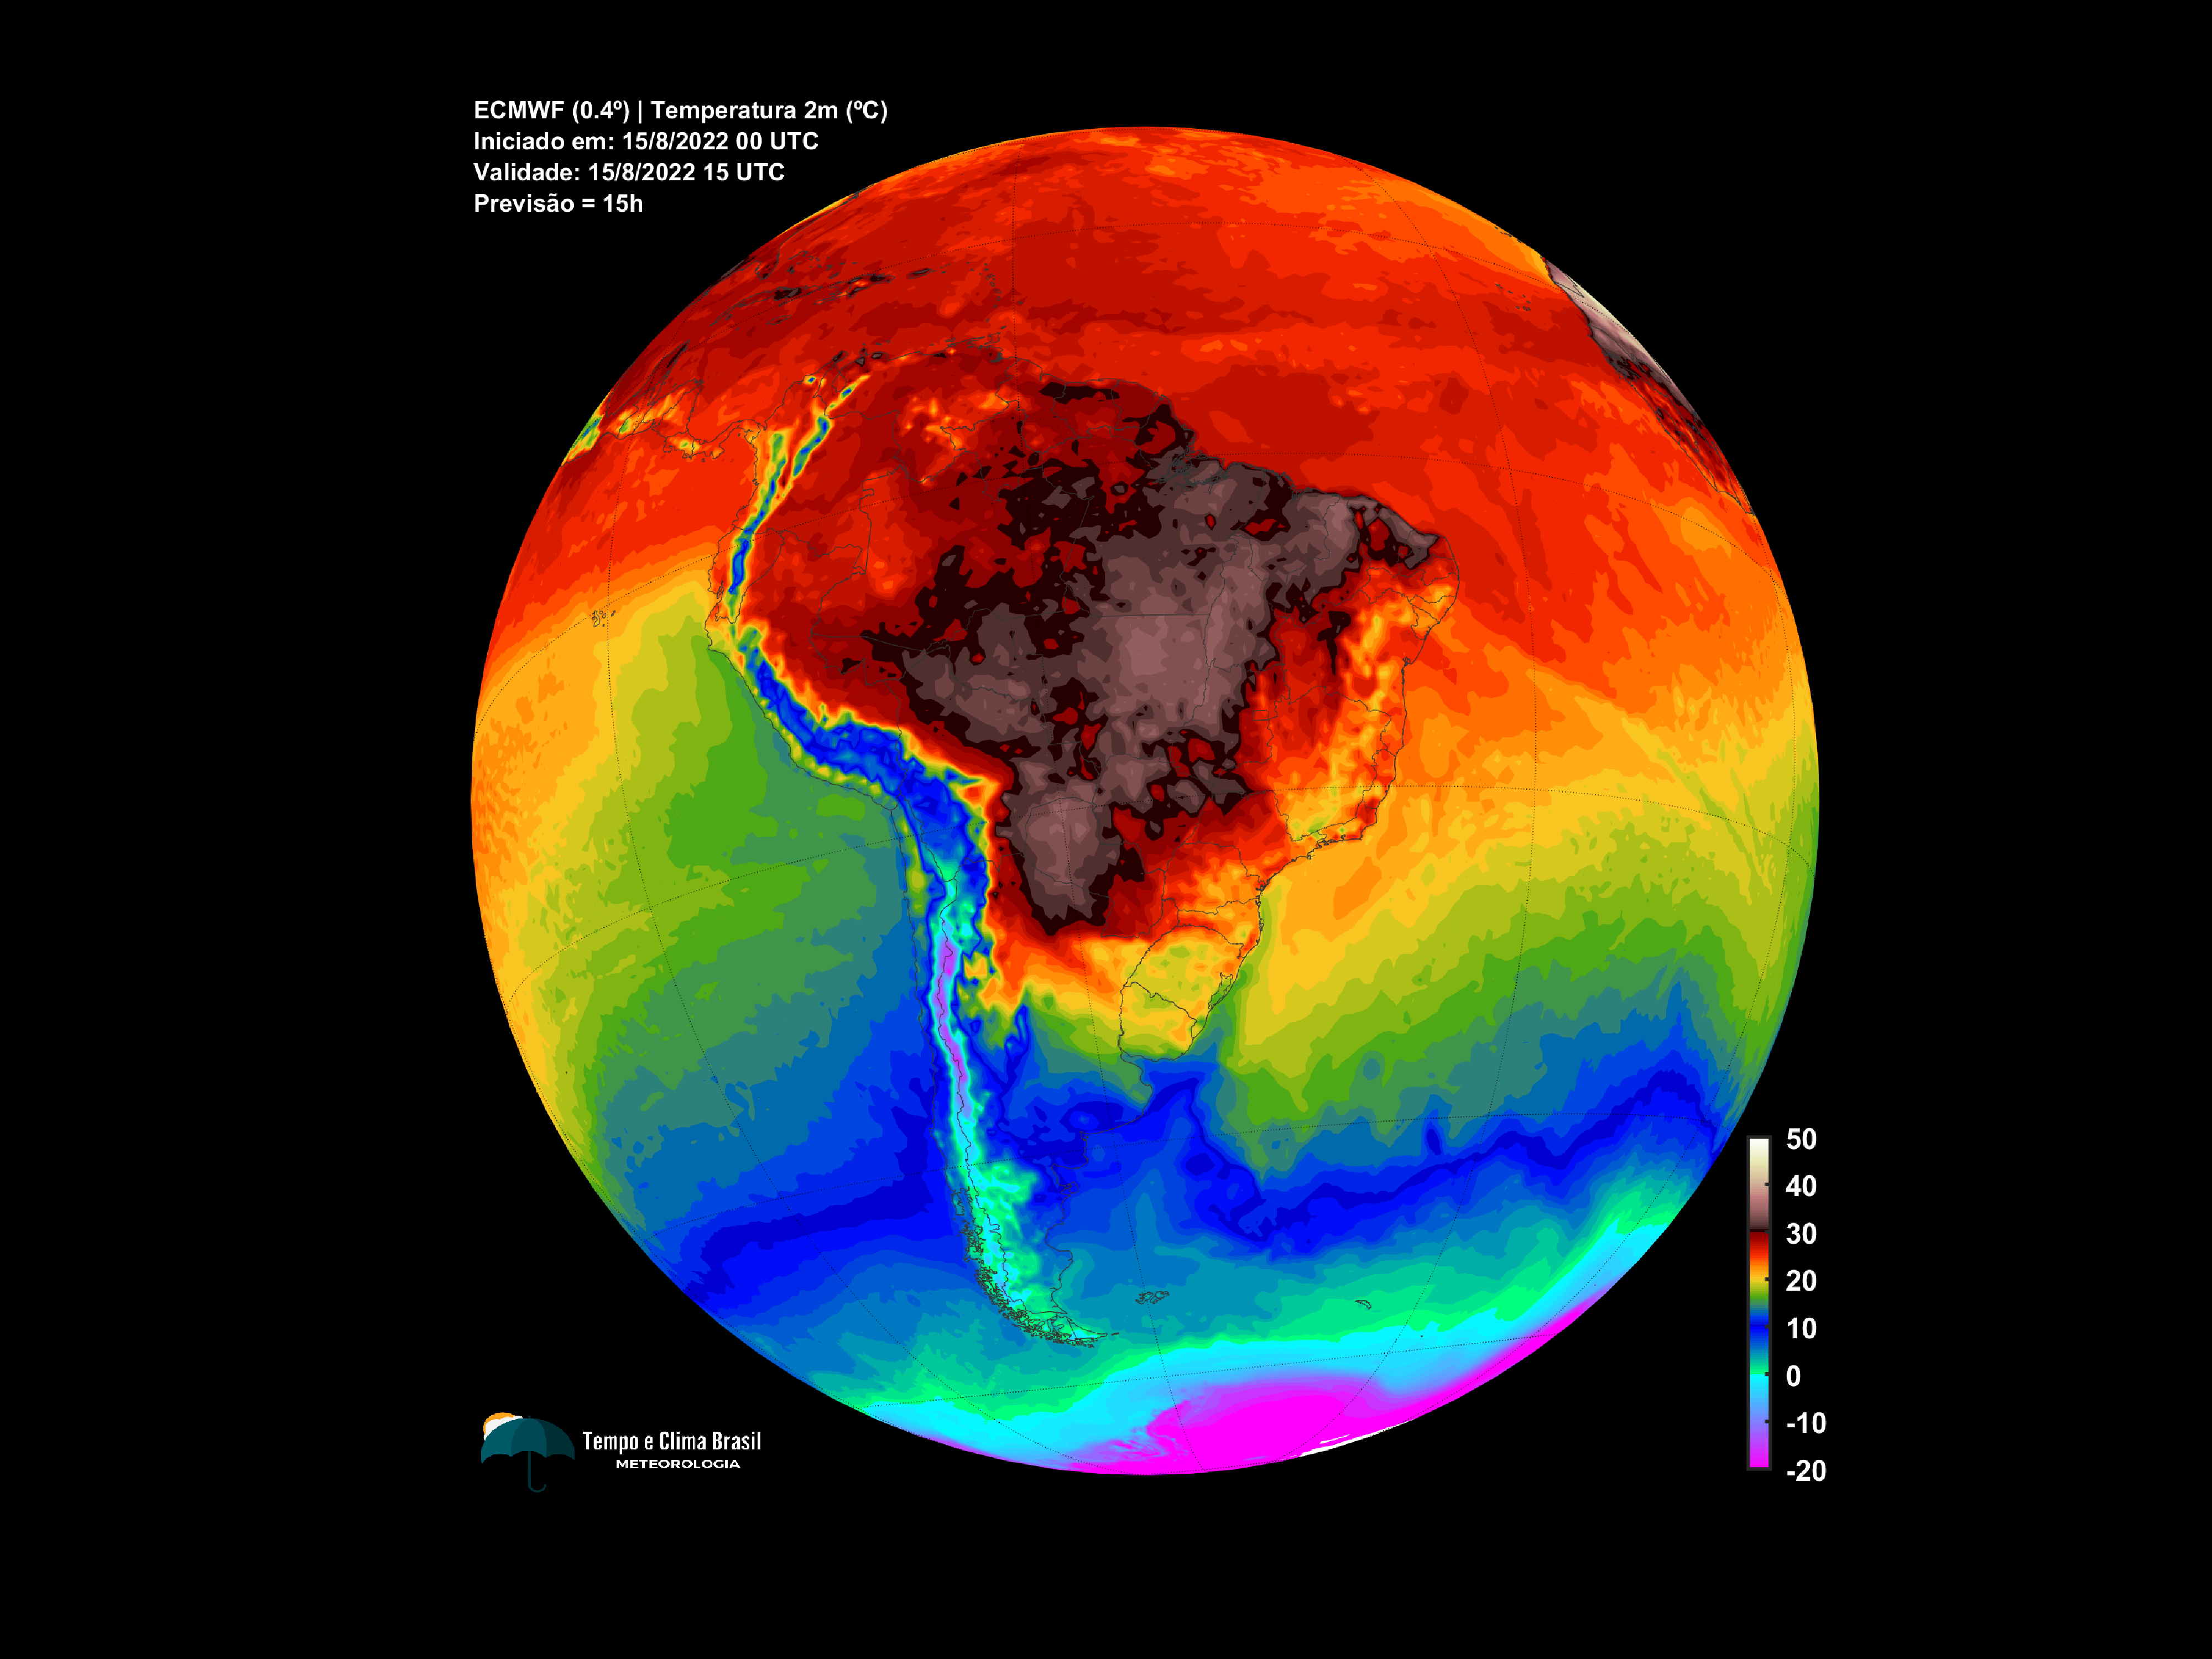 ECMWF (0.4º) | Temperatura 2m (ºC)
Iniciado em: 15/8/2022 00 UTC
Validade: 15/8/2022 15 UTC
Previsão = 15h
50
40
30
20
10
0
-10
-20
Tempo e Clima Brasil
METEOROLOGIA